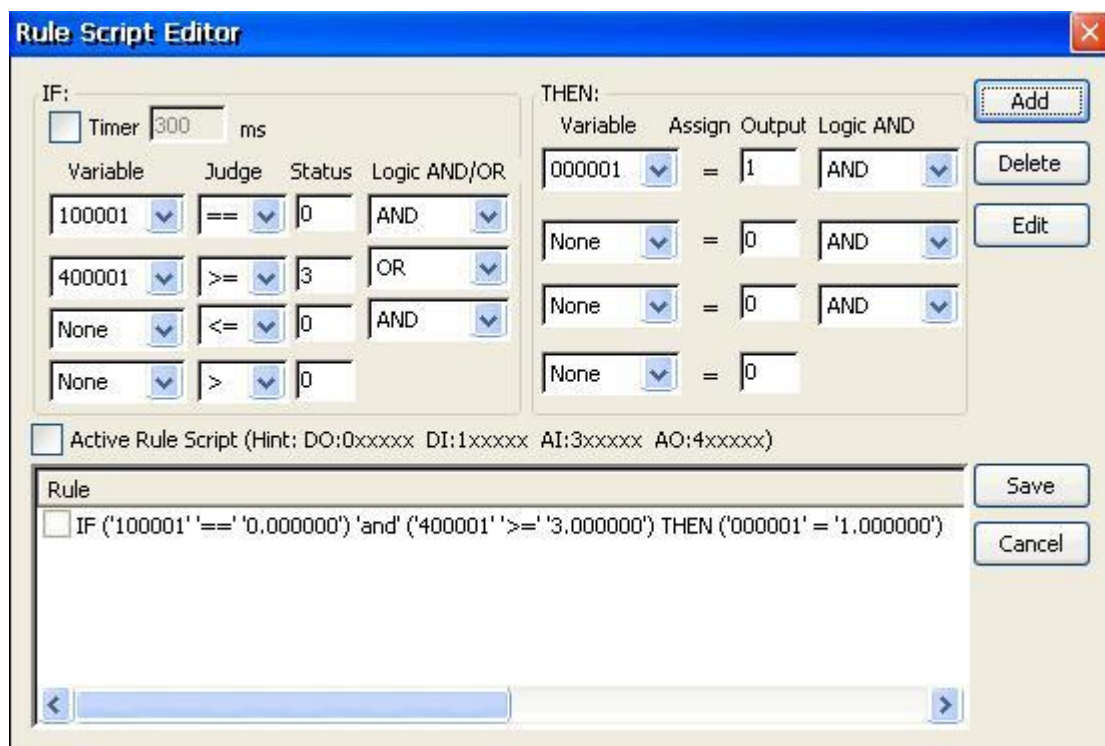 Rule Script Editor
IF:
Timer 300 ms
Variable Judge Status Logic AND/OR
100001 == 0 AND
400001 >= 3 OR
None <= 0 AND
None > 0
THEN:
Variable Assign Output Logic AND
000001 = 1 AND
None = 0 AND
None = 0 AND
None = 0
Add
Delete
Edit
Active Rule Script (Hint: DO:0xxxxx DI:1xxxxx AI:3xxxxx AO:4xxxxx)
Rule
IF ('100001' '==' '0.000000') 'and' ('400001' '>=' '3.000000') THEN ('000001' = '1.000000')
Save
Cancel